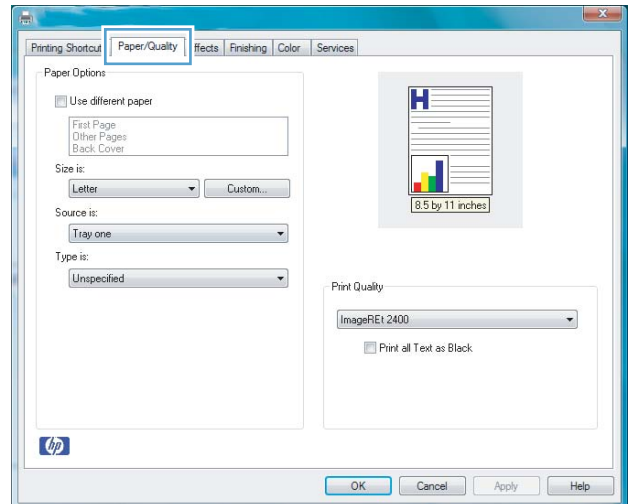 Printing Shortcut Paper/Quality ffects Finishing Color Services
Paper Options
Use different paper
First Page
Other Pages
Back Cover
Size is:
Letter Custom...
Source is:
Tray one
Type is:
Unspecified
H
8.5 by 11 inches
Print Quality
ImageREt 2400
Print all Text as Black
hp
OK Cancel Apply Help